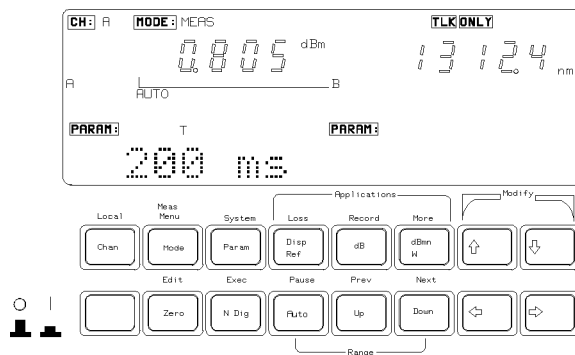 CH: A MODE: MEAS TLK ONLY
0.805 dBm 1312.4 nm
A AUTO B
PARAM: T PARAM:
200 ms
Applications Modify
Local Meas Menu System Loss Record More
Chan Mode Param Disp Ref dB dBm W
Edit Exec Pause Prev Next
Zero N Dig Auto Up Down
Range